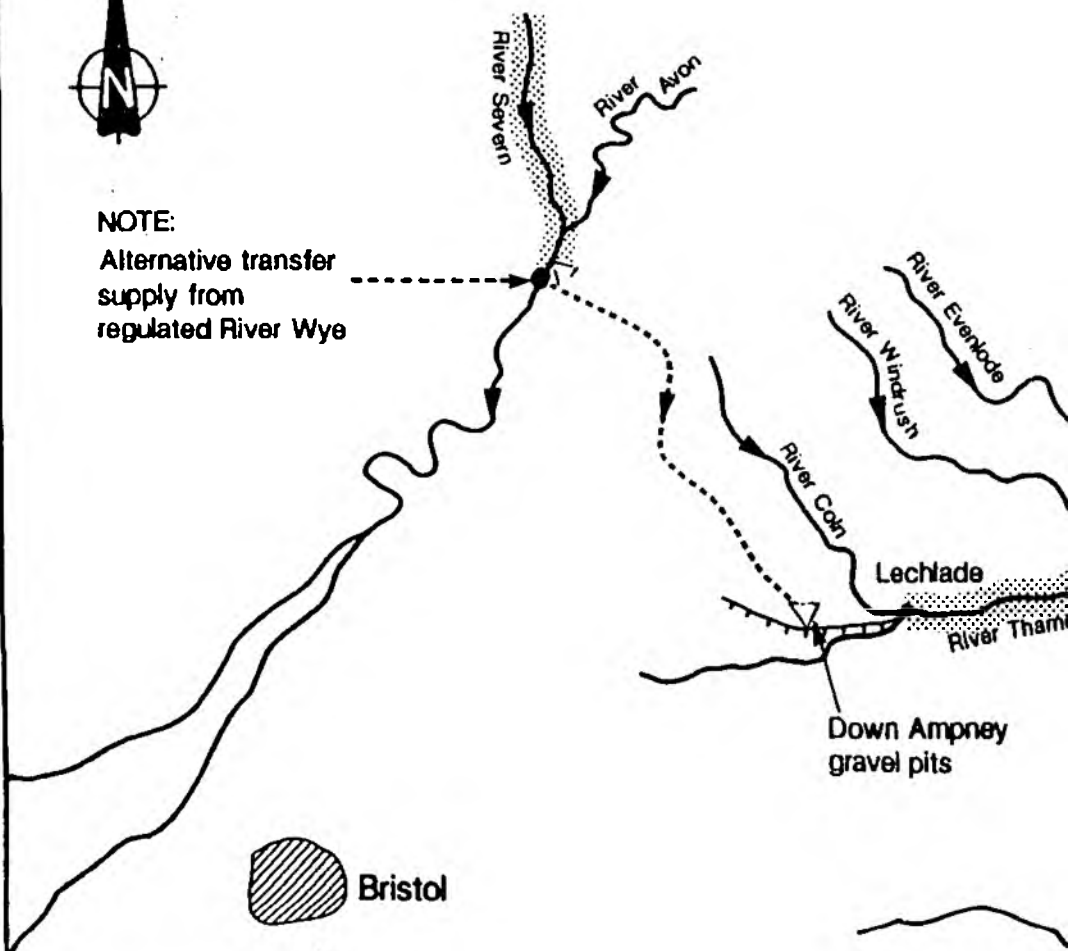 N
River Severn
River Avon
NOTE:
Alternative transfer
supply from
regulated River Wye
River Evenlode
River Windrush
River Coln
Lechlade
River Tham
Down Ampney
gravel pits
Bristol